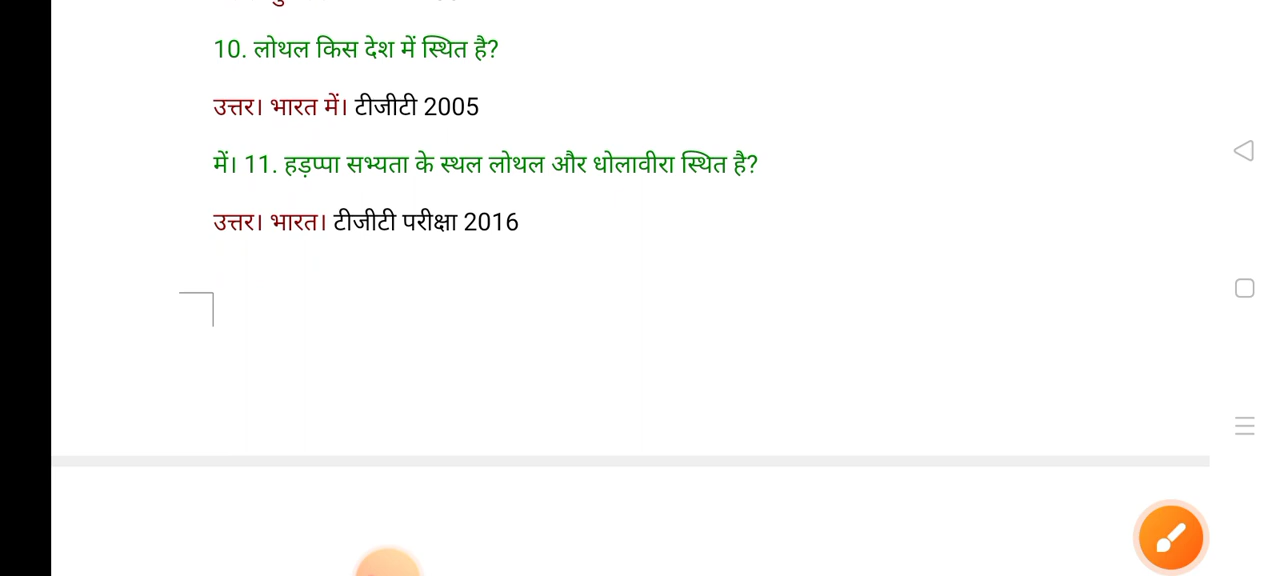 10. लोथल किस देश में स्थित है?
उत्तर। भारत में। टीजीटी 2005
में। 11. हड़प्पा सभ्यता के स्थल लोथल और धोलावीरा स्थित है?
उत्तर। भारत। टीजीटी परीक्षा 2016